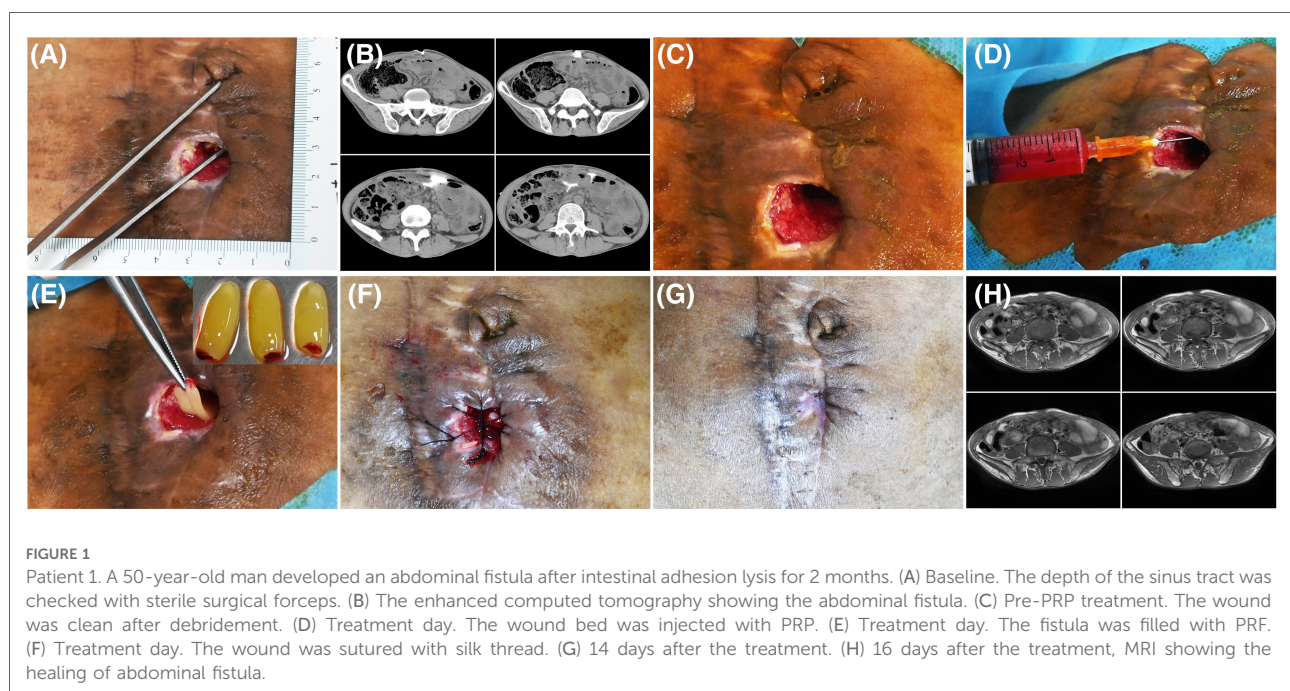 (A)
(B)
(C)
(D)
(E)
(F)
(G)
(H)
FIGURE 1
Patient 1. A 50-year-old man developed an abdominal fistula after intestinal adhesion lysis for 2 months. (A) Baseline. The depth of the sinus tract was
checked with sterile surgical forceps. (B) The enhanced computed tomography showing the abdominal fistula. (C) Pre-PRP treatment. The wound
was clean after debridement. (D) Treatment day. The wound bed was injected with PRP. (E) Treatment day. The fistula was filled with PRF.
(F) Treatment day. The wound was sutured with silk thread. (G) 14 days after the treatment. (H) 16 days after the treatment, MRI showing the
healing of abdominal fistula.